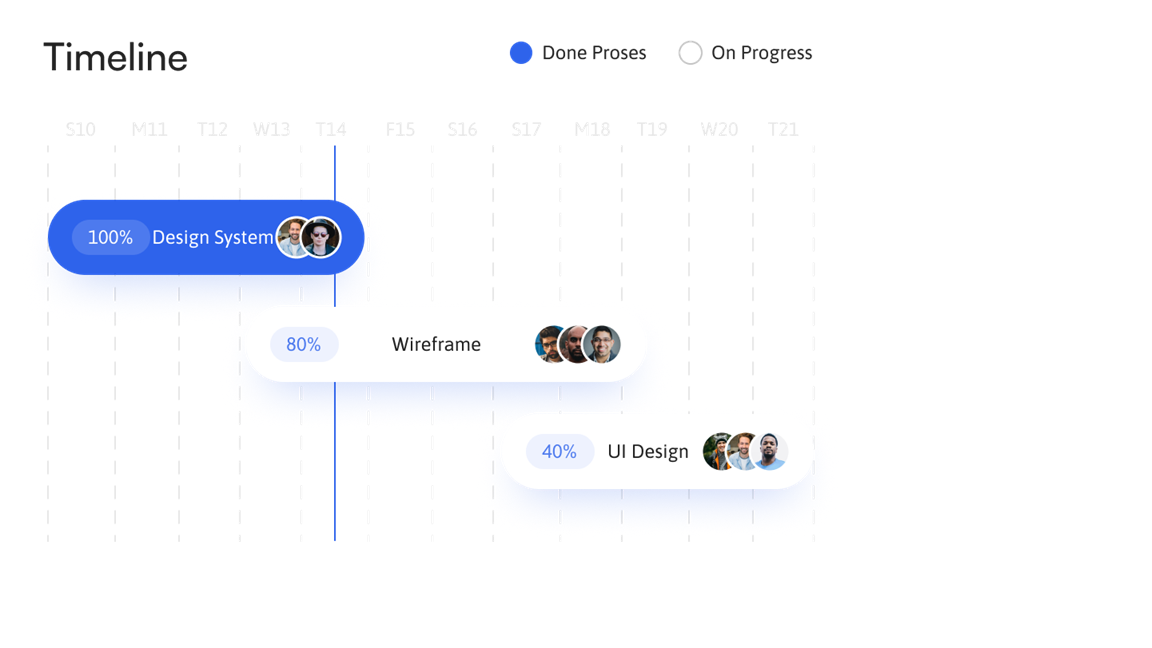 Timeline
Done Proses
On Progress
S10 M11 T12 W13 T14 F15 S16 S17 M18 T19 W20 T21
100% Design System
80% Wireframe
40% UI Design